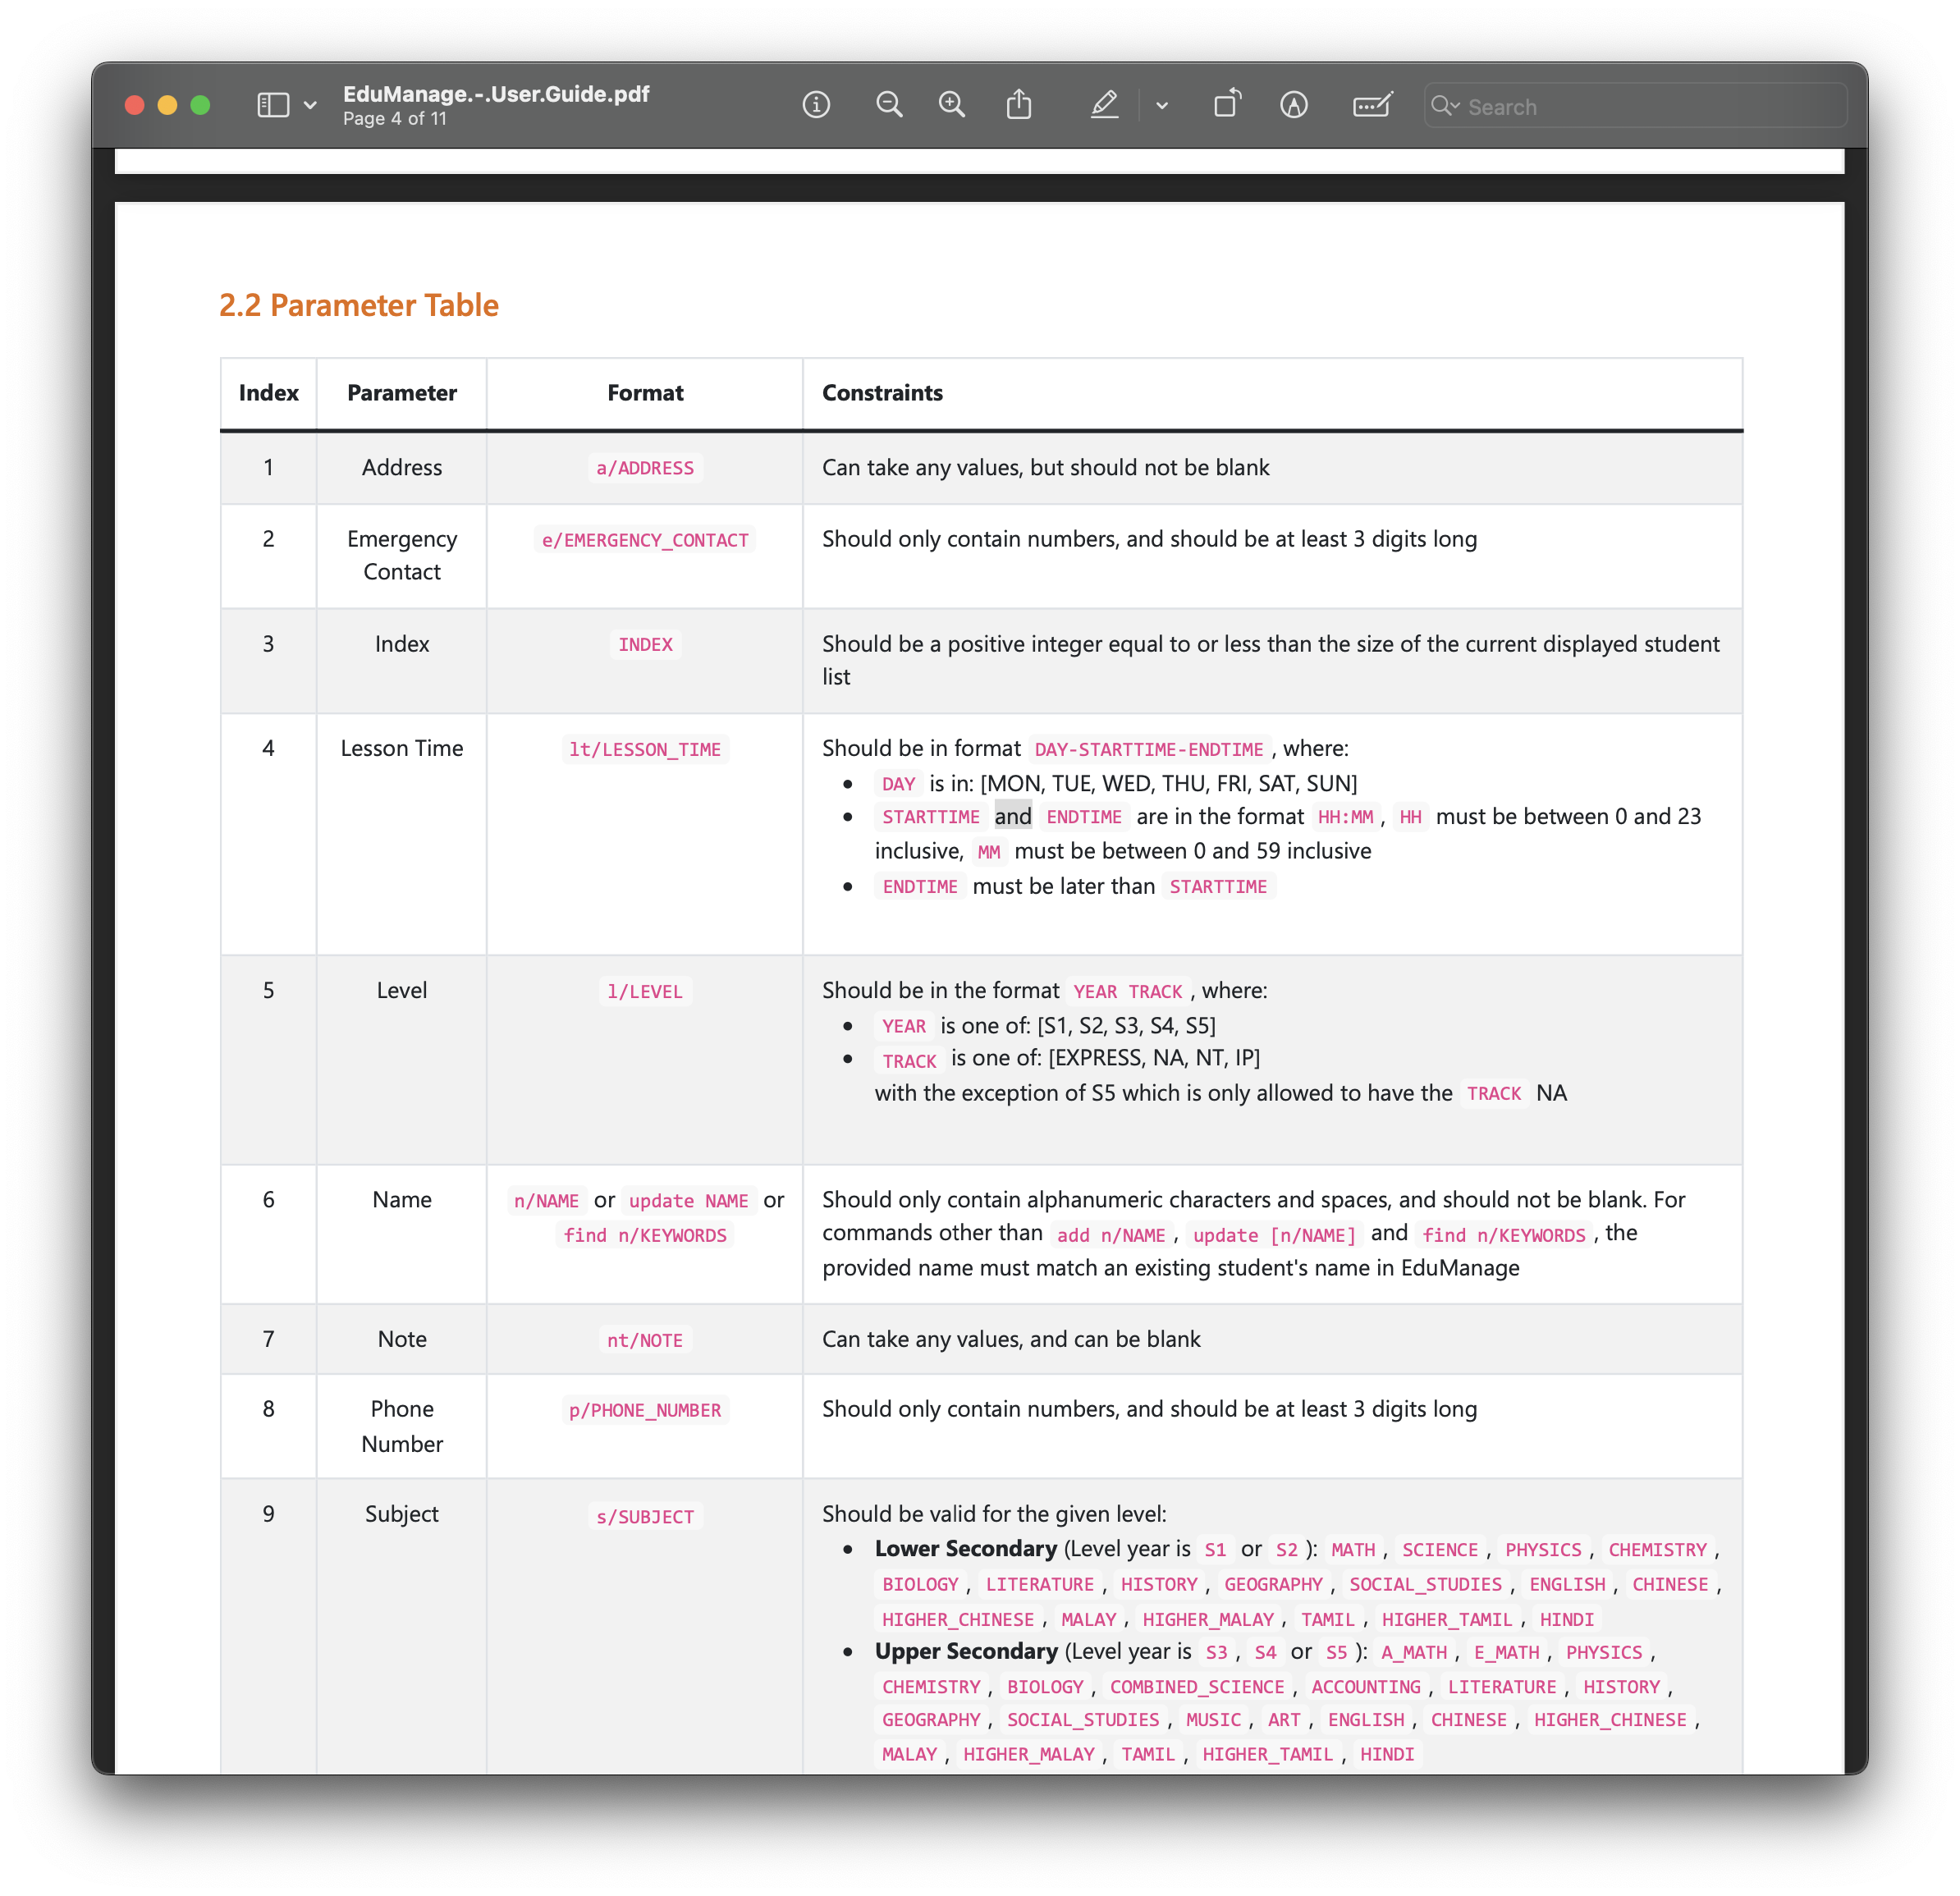 EduManage.-.User.Guide.pdf
Page 4 of 11
Search
2.2 Parameter Table
Index Parameter Format Constraints
1 Address a/ADDRESS Can take any values, but should not be blank
2 Emergency e/EMERGENCY_CONTACT Should only contain numbers, and should be at least 3 digits long
Contact
3 Index INDEX Should be a positive integer equal to or less than the size of the current displayed student
list
4 Lesson Time lt/LESSON_TIME Should be in format DAY-STARTTIME-ENDTIME , where:
• DAY is in: [MON, TUE, WED, THU, FRI, SAT, SUN]
• STARTTIME and ENDTIME are in the format HH:MM , HH must be between 0 and 23
inclusive, MM must be between 0 and 59 inclusive
• ENDTIME must be later than STARTTIME
5 Level l/LEVEL Should be in the format YEAR TRACK , where:
• YEAR is one of: [S1, S2, S3, S4, S5]
• TRACK is one of: [EXPRESS, NA, NT, IP]
with the exception of S5 which is only allowed to have the TRACK NA
6 Name n/NAME or update NAME or Should only contain alphanumeric characters and spaces, and should not be blank. For
find n/KEYWORDS commands other than add n/NAME , update [n/NAME] and find n/KEYWORDS , the
provided name must match an existing student's name in EduManage
7 Note nt/NOTE Can take any values, and can be blank
8 Phone p/PHONE_NUMBER Should only contain numbers, and should be at least 3 digits long
Number
9 Subject s/SUBJECT Should be valid for the given level:
• Lower Secondary (Level year is S1 or S2 ): MATH , SCIENCE , PHYSICS , CHEMISTRY ,
BIOLOGY , LITERATURE , HISTORY , GEOGRAPHY , SOCIAL_STUDIES , ENGLISH , CHINESE ,
HIGHER_CHINESE , MALAY , HIGHER_MALAY , TAMIL , HIGHER_TAMIL , HINDI
• Upper Secondary (Level year is S3 , S4 or S5 ): A_MATH , E_MATH , PHYSICS ,
CHEMISTRY , BIOLOGY , COMBINED_SCIENCE , ACCOUNTING , LITERATURE , HISTORY ,
GEOGRAPHY , SOCIAL_STUDIES , MUSIC , ART , ENGLISH , CHINESE , HIGHER_CHINESE ,
MALAY , HIGHER_MALAY , TAMIL , HIGHER_TAMIL , HINDI